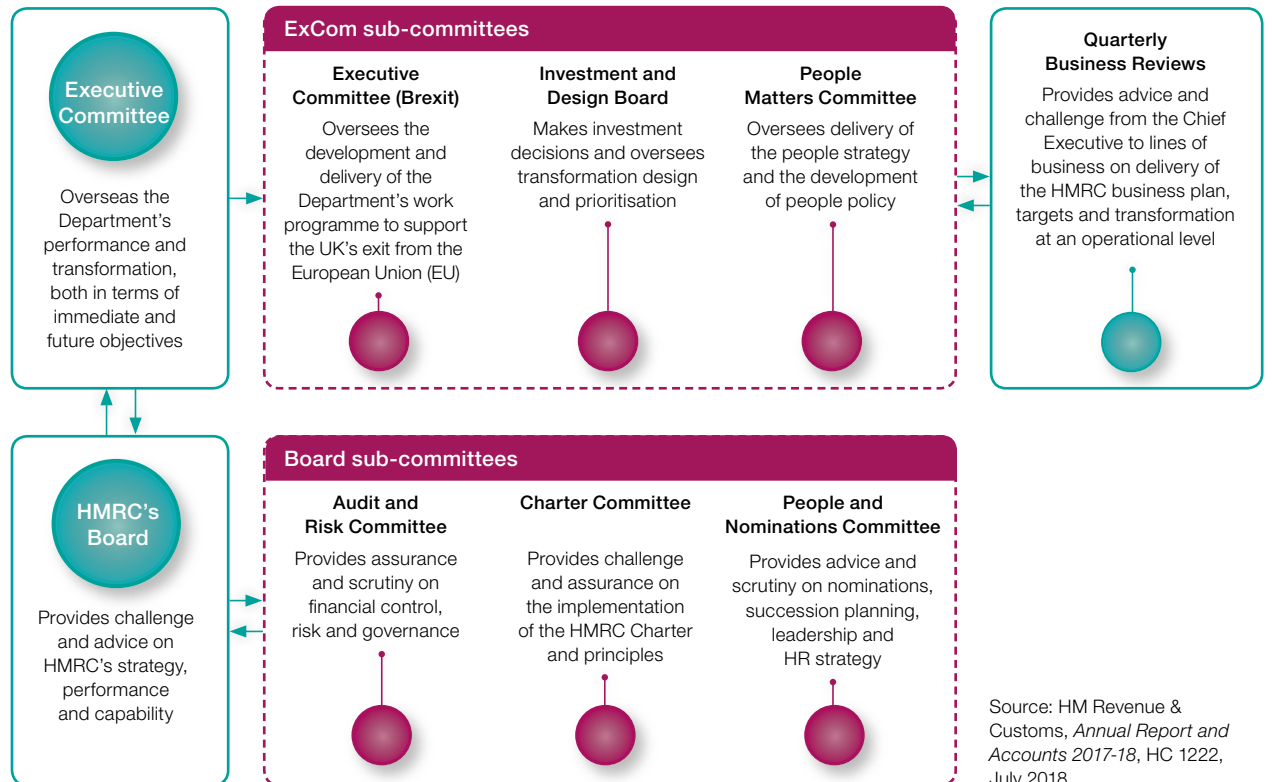 Executive
Committee
Overseas the
Department's
performance and
transformation,
both in terms of
immediate and
future objectives
ExCom sub-committees
Executive
Committee (Brexit)
Oversees the
development and
delivery of the
Department's work
programme to support
the UK's exit from the
European Union (EU)
Investment and
Design Board
Makes investment
decisions and oversees
transformation design
and prioritisation
People
Matters Committee
Oversees delivery of
the people strategy
and the development
of people policy
Quarterly
Business Reviews
Provides advice and
challenge from the Chief
Executive to lines of
business on delivery of
the HMRC business plan,
targets and transformation
at an operational level
HMRC's
Board
Provides challenge
and advice on
HMRC's strategy,
performance
and capability
Board sub-committees
Audit and
Risk Committee
Provides assurance
and scrutiny on
financial control,
risk and governance
Charter Committee
Provides challenge
and assurance on
the implementation
of the HMRC Charter
and principles
People and
Nominations Committee
Provides advice and
scrutiny on nominations,
succession planning,
leadership and
HR strategy
Source: HM Revenue &
Customs, Annual Report and
Accounts 2017-18, HC 1222,
July 2018